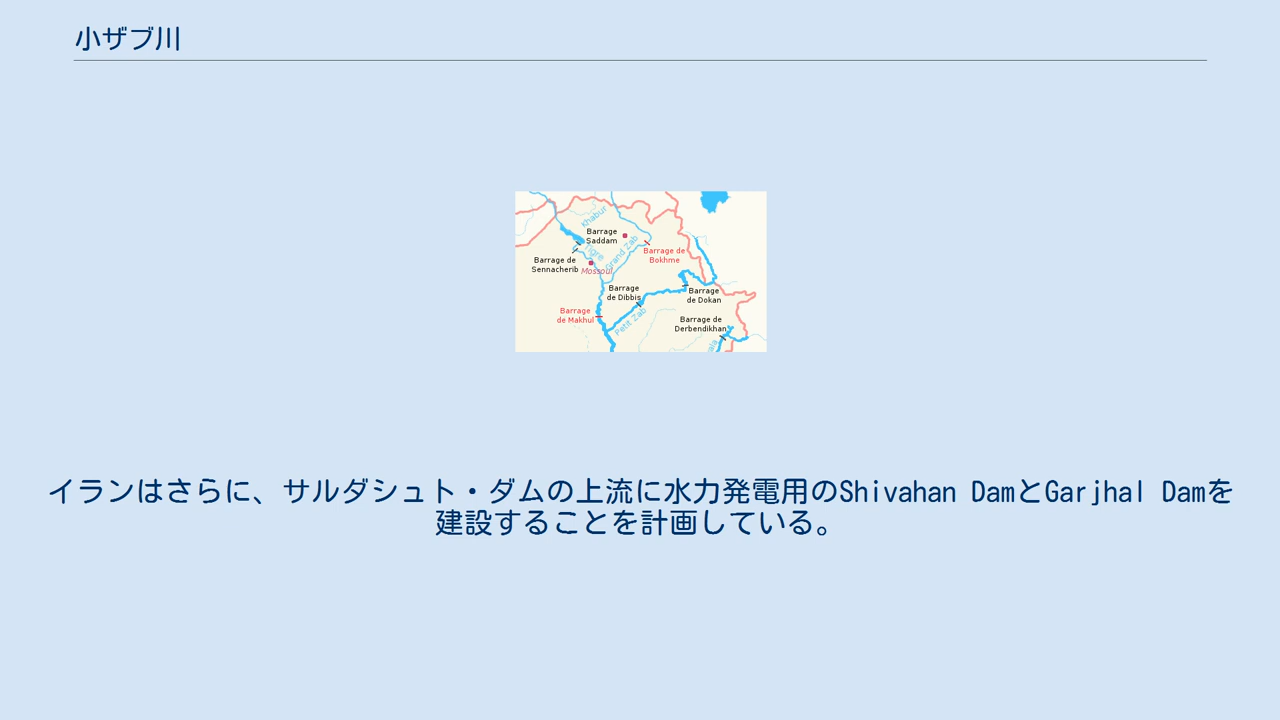 小ザブ川
Khabur
Barrage
Saddam
Tigre
Grand Zab
Barrage de
Bokhme
Barrage de
Sennacherib
Mossoul
Barrage
de Dibbis
Barrage
de Dokan
Barrage
de Makhul
Petit Zab
Barrage de
Derbendikhan
イランはさらに、サルダシュト・ダムの上流に水力発電用のShivahan DamとGarjhal Damを
建設することを計画している。